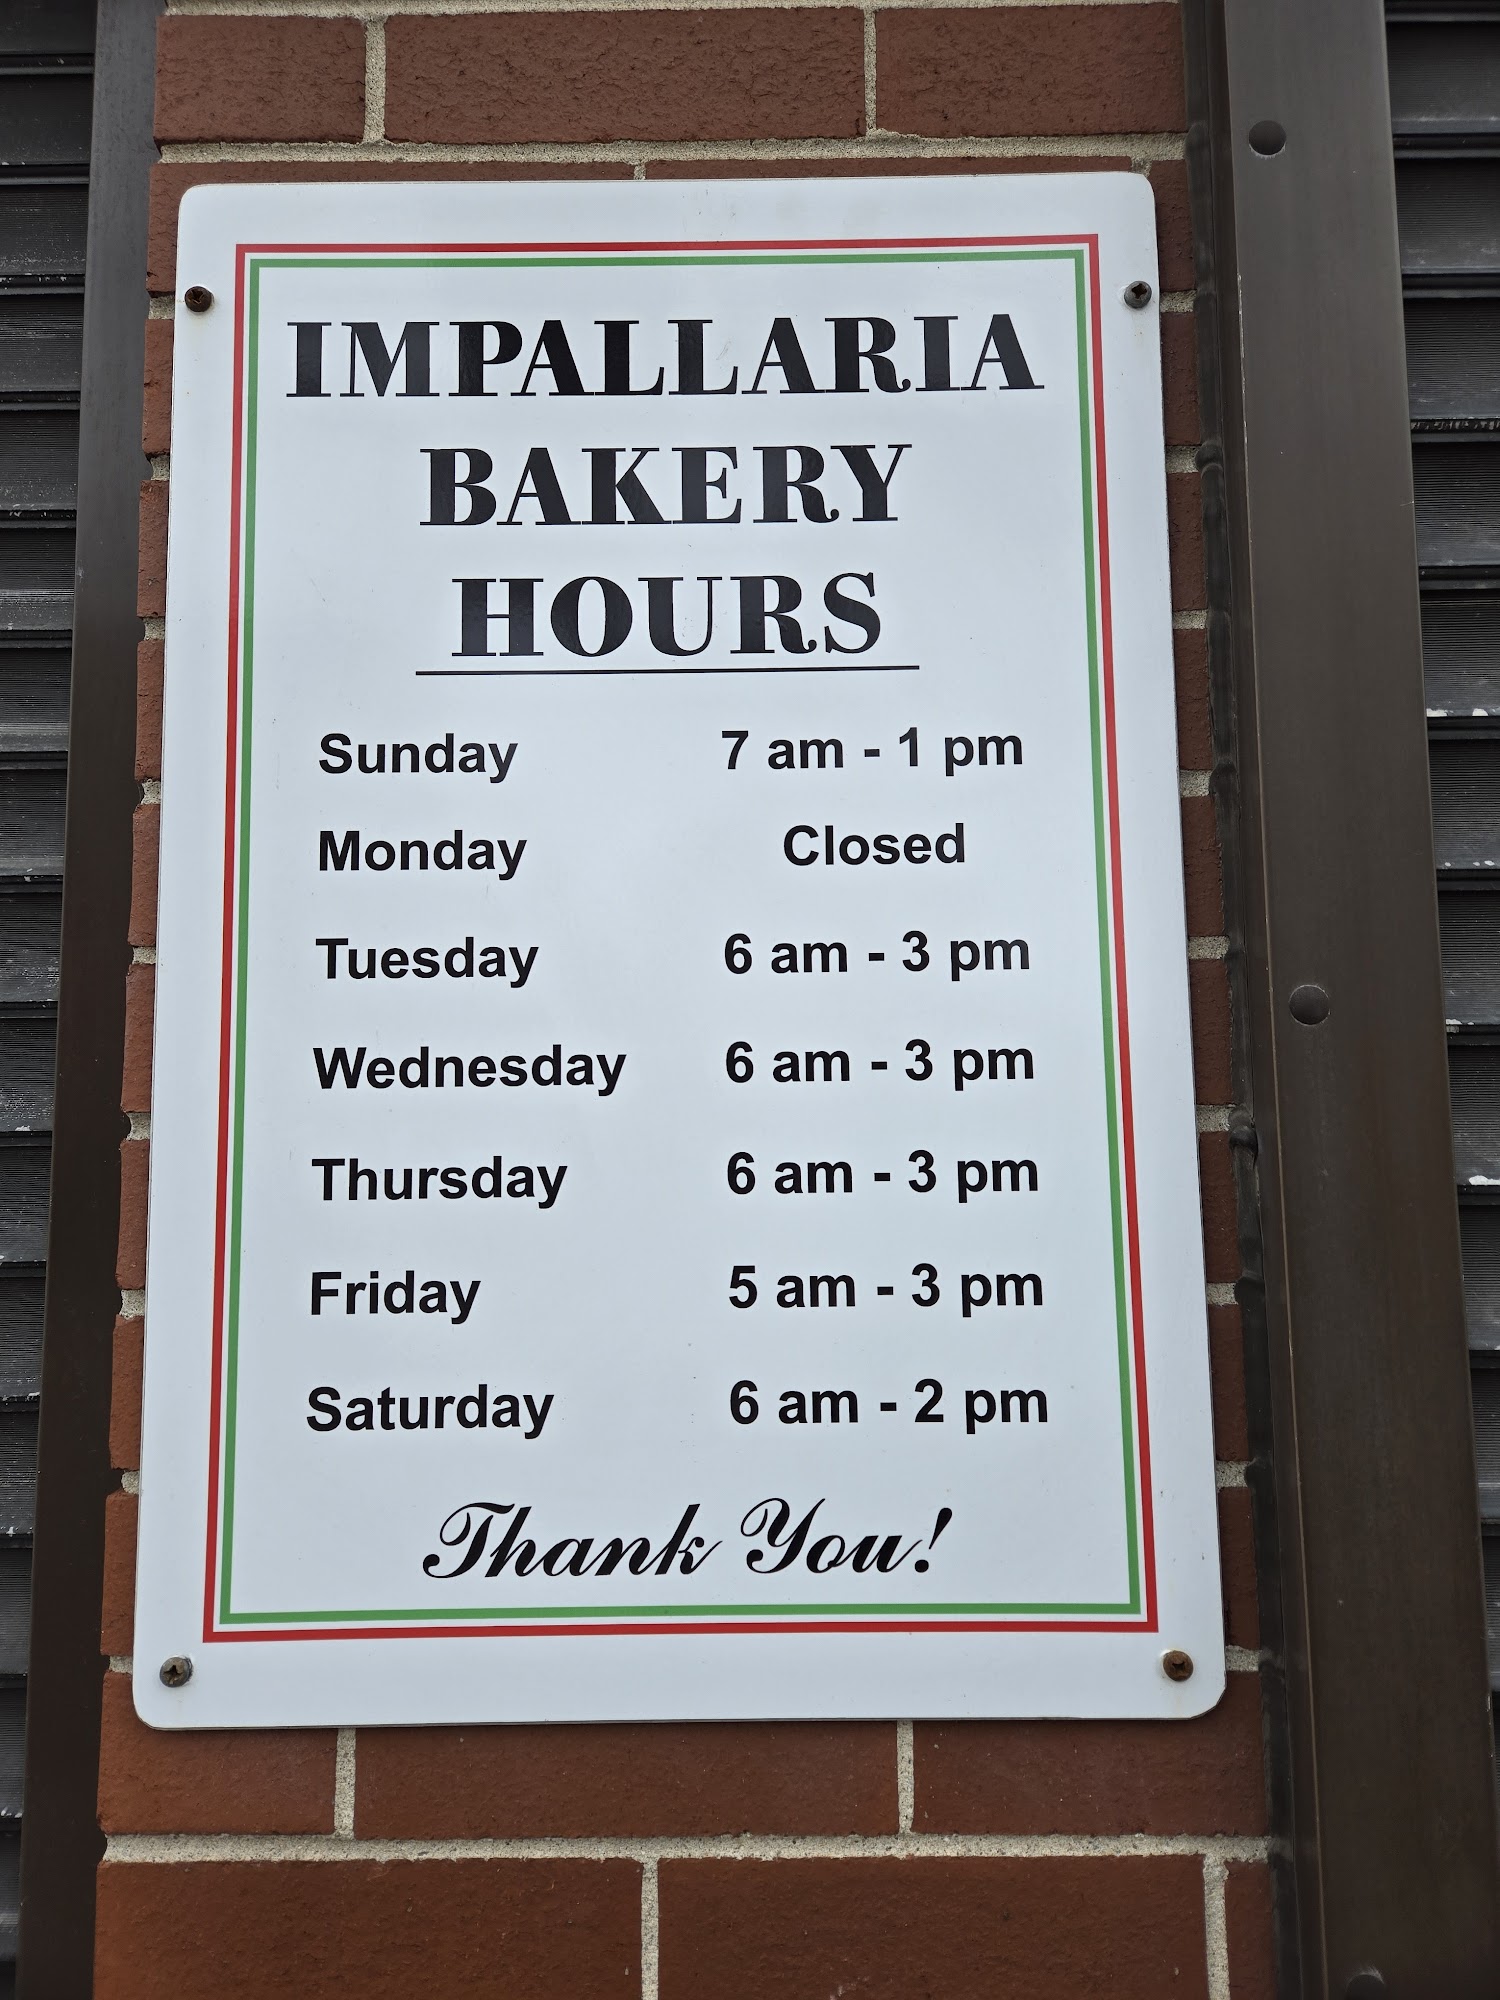 IMPALLARIA
BAKERY
HOURS
Sunday 7 am - 1 pm
Monday Closed
Tuesday 6 am - 3 pm
Wednesday 6 am - 3 pm
Thursday 6 am - 3 pm
Friday 5 am - 3 pm
Saturday 6 am - 2 pm
Thank You!